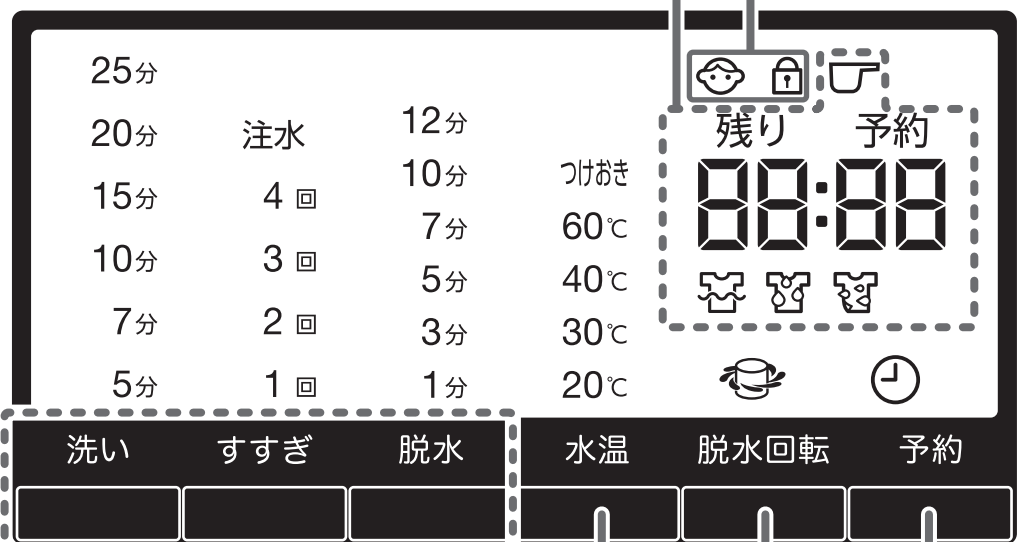 25分
20分
15分
10分
7分
5分
注水
4 回
3 回
2 回
1 回
12分
10分
7分
5分
3分
1分
つけおき
60℃
40℃
30℃
20℃
残り 予約
88:88
洗い すすぎ 脱水 水温 脱水回転 予約